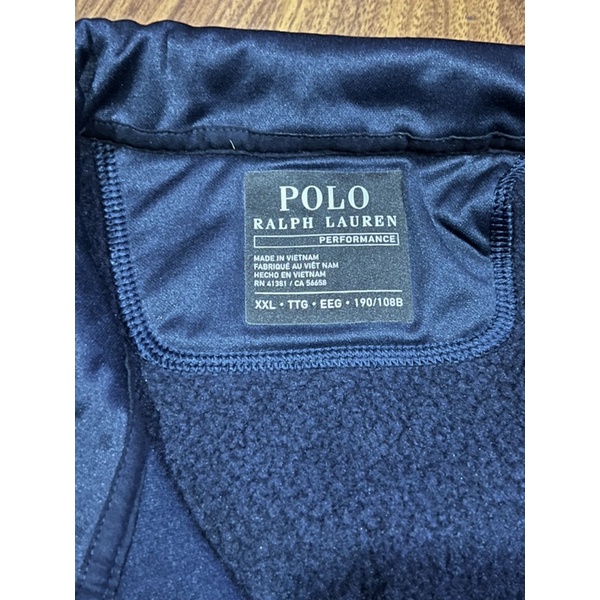 POLO
RALPH LAUREN
PERFORMANCE
MADE IN VIETNAM
FABRIQUÉ AU VIÊT NAM
HECHO EN VIETNAM
RN 41381 / CA 56658
XXL • TTG • EEG • 190/108B